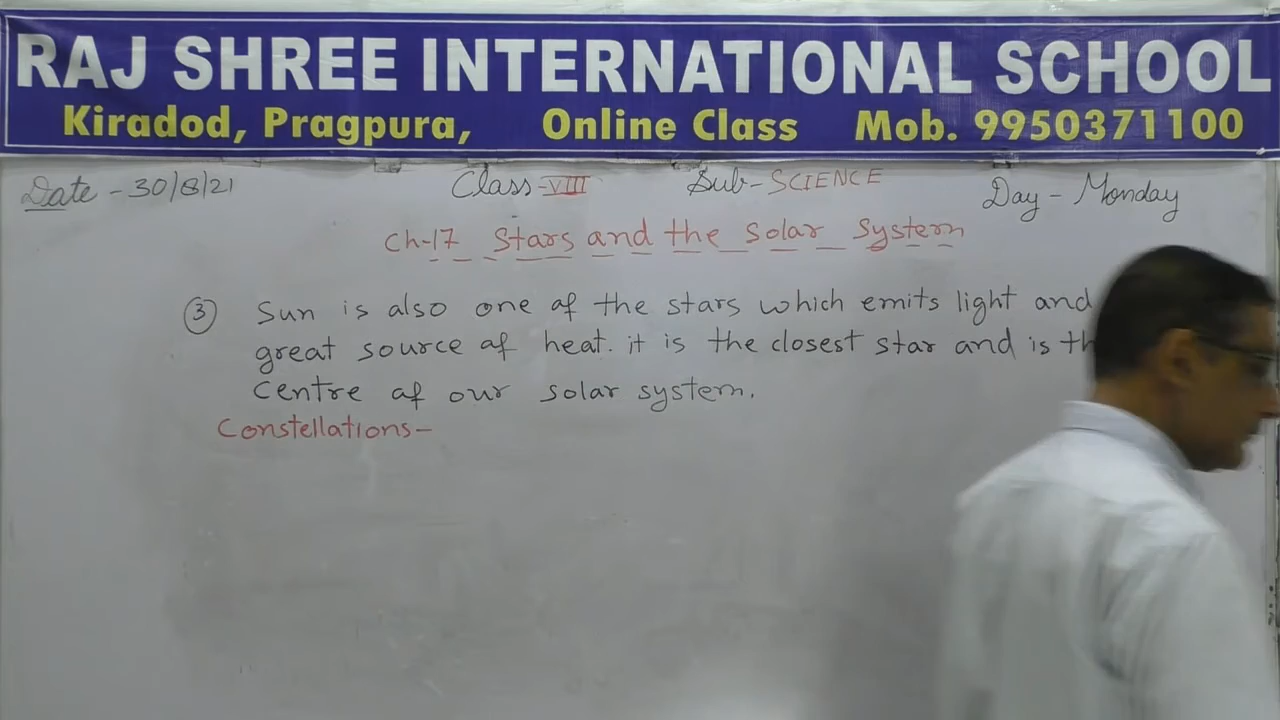 RAJ SHREE INTERNATIONAL SCHOOL
Kiradod, Pragpura, Online Class Mob. 9950371100
Date - 30/8/21 Class-VIII Sub-SCIENCE Day - Monday
Ch-17 Stars and the Solar System
③ Sun is also one of the stars which emits light and
great source of heat. it is the closest star and is
centre of our solar system.
Constellations-